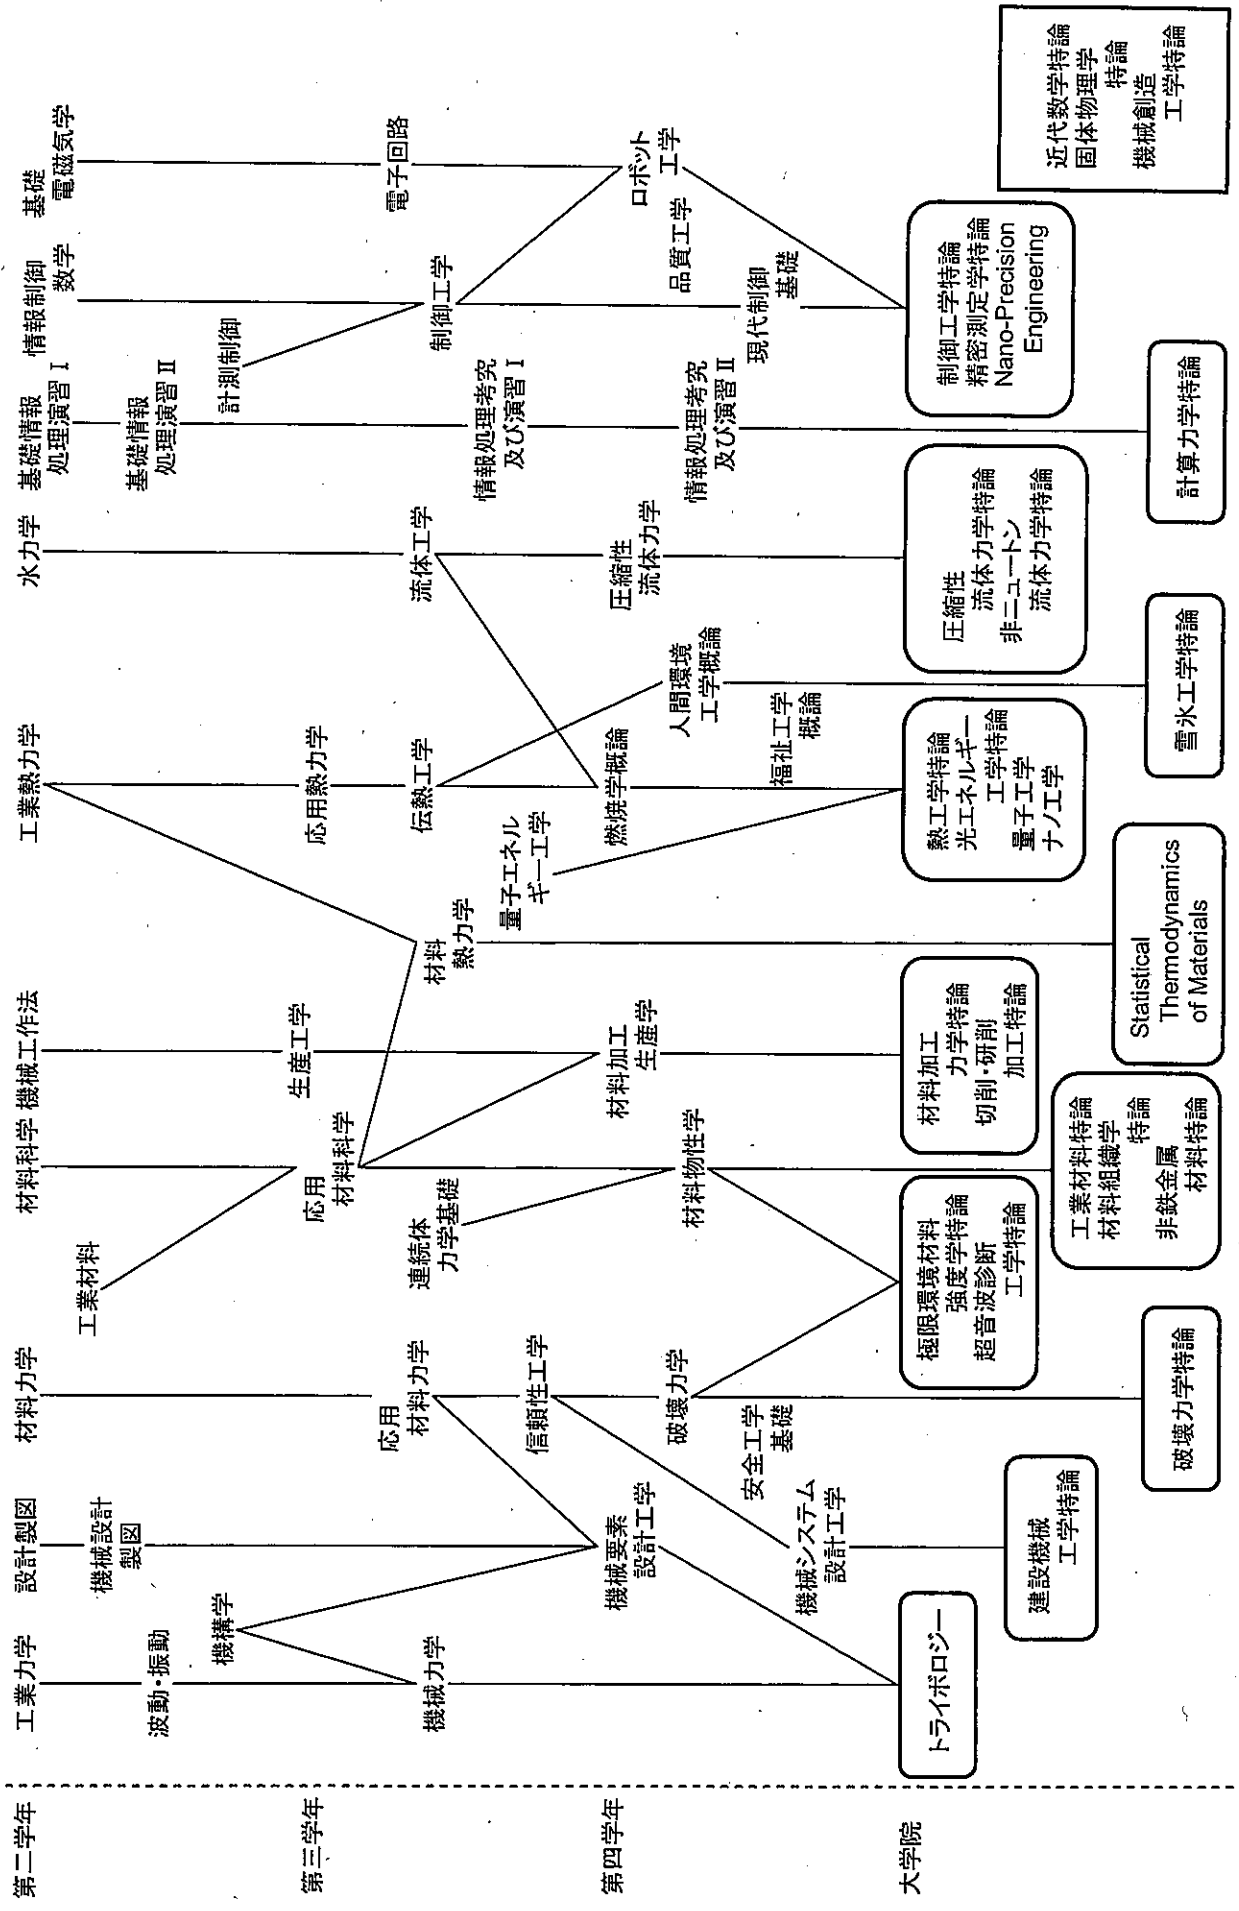 第二学年
工業力学
設計製図
材料力学
材料科学
機械工作法
工業熱力学
水力学
基礎情報
処理演習Ⅰ
情報制御
数学
基礎
電磁気学
機械設計
製図
工業材料
基礎情報
処理演習Ⅱ
波動・振動
機構学
計測制御
第三学年
応用
材料科学
生産工学
応用熱力学
機械力学
応用
材料力学
連続体
力学基礎
材料
熱力学
伝熱工学
流体工学
制御工学
電子回路
信頼性工学
量子エネル
ギー工学
情報処理考究
及び演習Ⅰ
第四学年
機械要素
設計工学
材料加工
生産学
燃焼学概論
圧縮性
流体力学
ロボット
工学
破壊力学
材料物性学
人間環境
工学概論
情報処理考究
及び演習Ⅱ
品質工学
安全工学
基礎
福祉工学
概論
現代制御
基礎
機械システム
設計工学
大学院
トライボロジー
極限環境材料
強度学特論
超音波診断
工学特論
材料加工
力学特論
切削・研削
加工特論
熱工学特論
光エネルギー
工学特論
量子工学
ナノ工学
圧縮性
流体力学特論
非ニュートン
流体力学特論
制御工学特論
精密測定学特論
Nano-Precision
Engineering
建設機械
工学特論
工業材料特論
材料組織学
特論
非鉄金属
材料特論
近代数学特論
固体物理学
特論
機械創造
工学特論
破壊力学特論
Statistical
Thermodynamics
of Materials
雪氷工学特論
計算力学特論